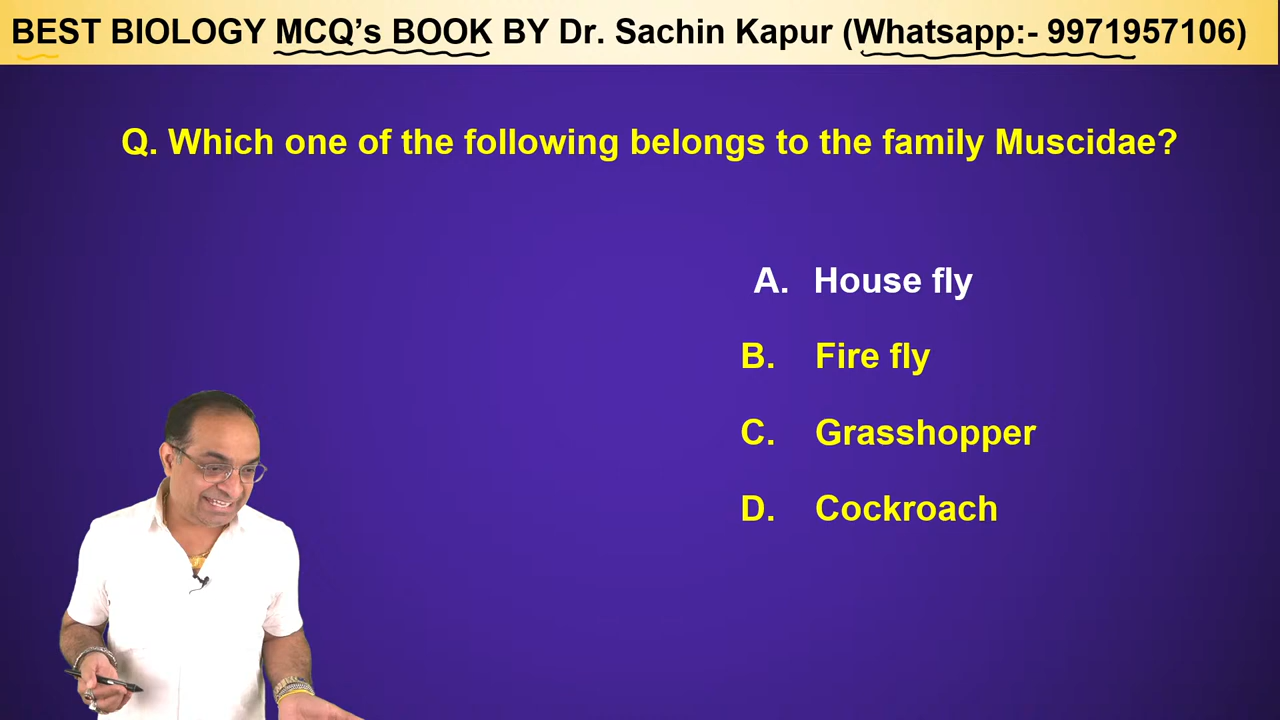 BEST BIOLOGY MCQ’s BOOK BY Dr. Sachin Kapur (Whatsapp:- 9971957106)
Q. Which one of the following belongs to the family Muscidae?
A. House fly
B. Fire fly
C. Grasshopper
D. Cockroach